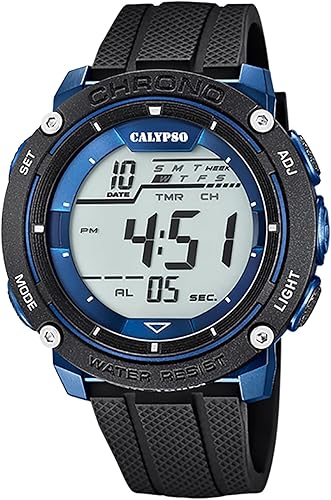 CHRONO
CALYPSO
SET
ADJ
10
DATE
S M T WEEK
W T F S
TMR CH
PM
4:51
AL 05 SEC.
MODE
LIGHT
WATER RESIST